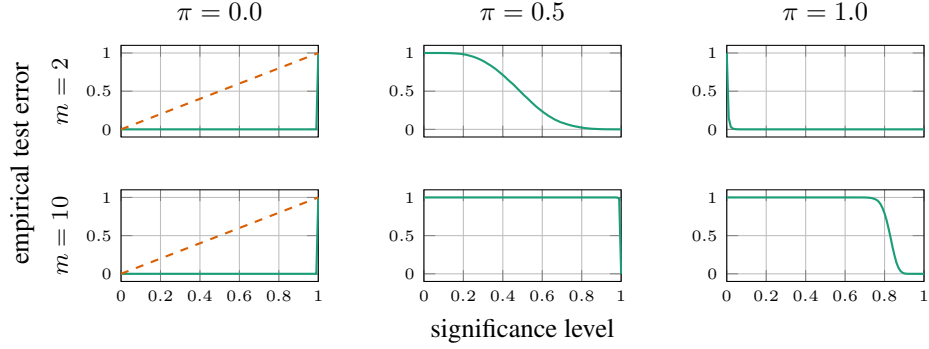 π = 0.0 π = 0.5 π = 1.0
empirical test error
m = 2
1 1 1
0.5 0.5 0.5
0 0 0
m = 10
1 1 1
0.5 0.5 0.5
0 0 0
0 0.2 0.4 0.6 0.8 1 0 0.2 0.4 0.6 0.8 1 0 0.2 0.4 0.6 0.8 1
significance level